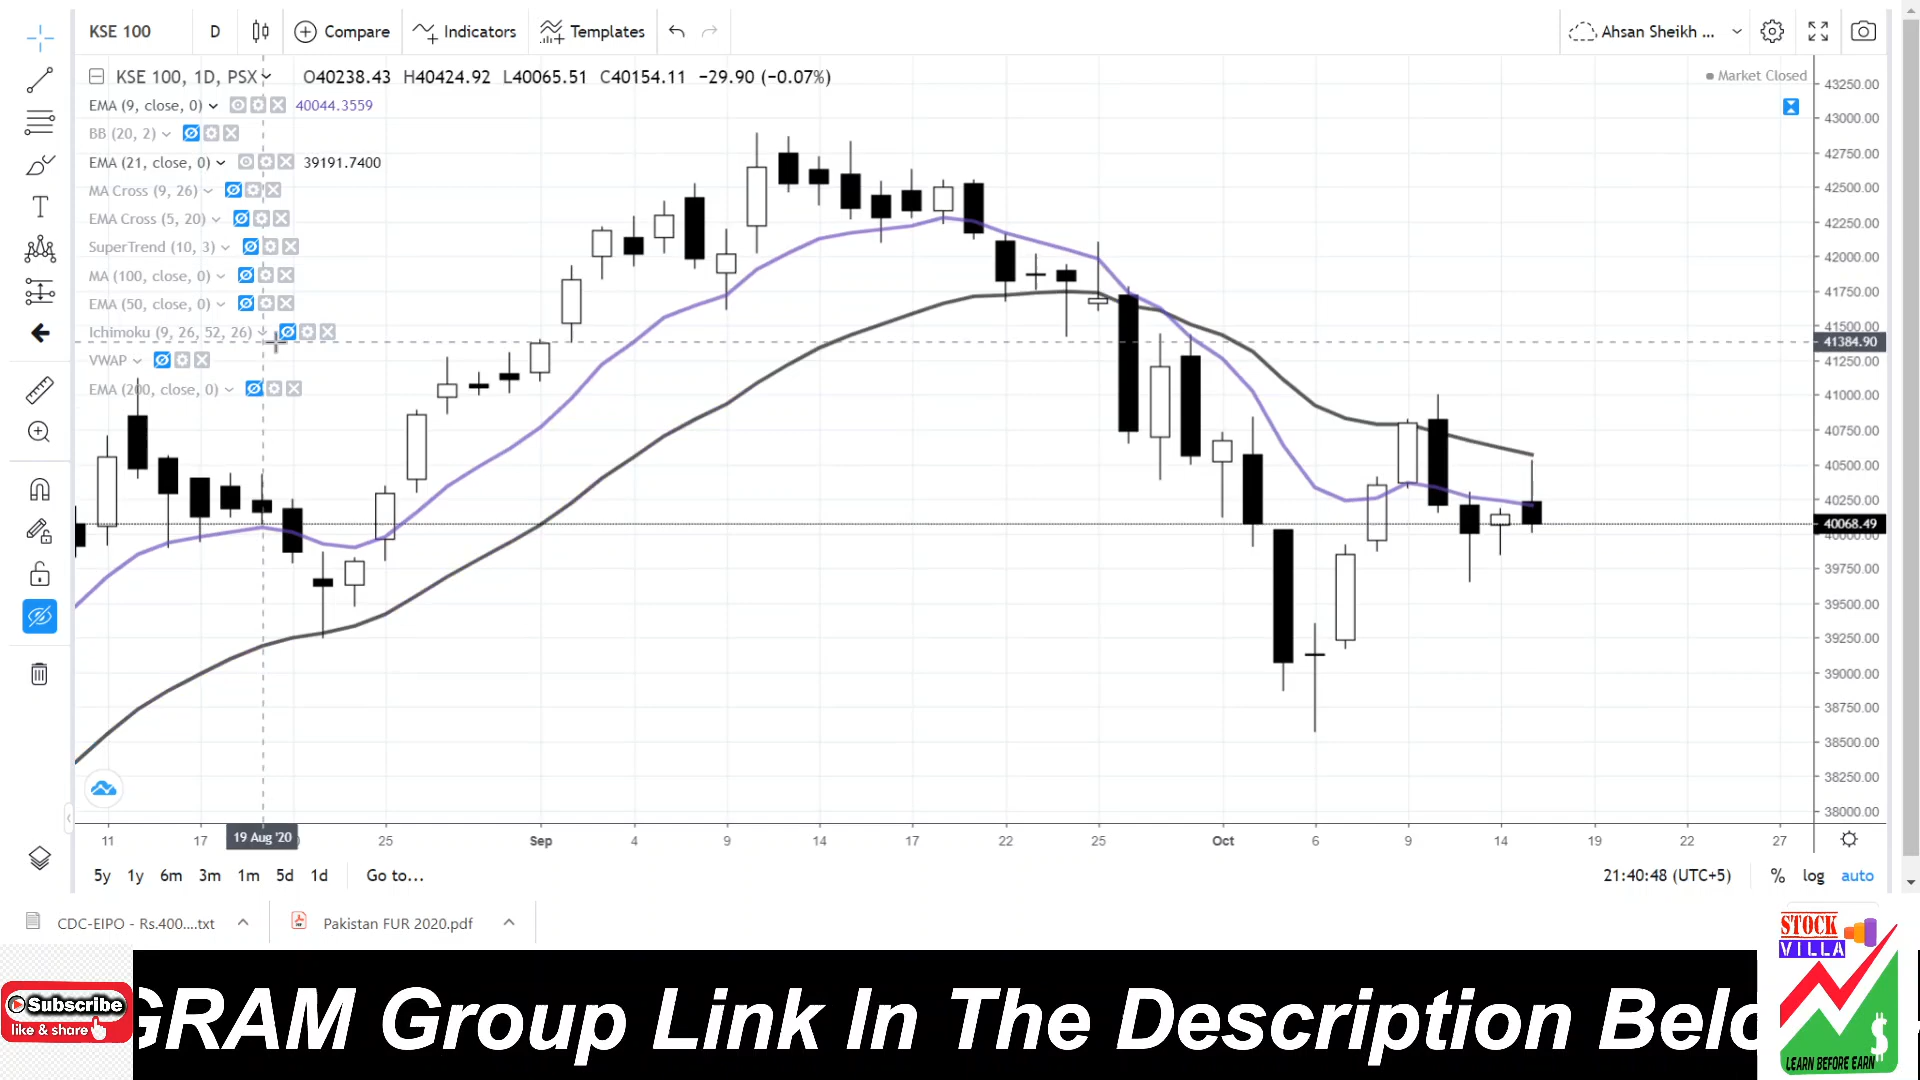 KSE 100 D Compare Indicators Templates Ahsan Sheikh ...
KSE 100, 1D, PSX O40238.43 H40424.92 L40065.51 C40154.11 −29.90 (−0.07%)
Market Closed
EMA (9, close, 0) 40044.3559
BB (20, 2)
EMA (21, close, 0) 39191.7400
MA Cross (9, 26)
EMA Cross (5, 20)
SuperTrend (10, 3)
MA (100, close, 0)
EMA (50, close, 0)
Ichimoku (9, 26, 52, 26)
VWAP
EMA (200, close, 0)
43250.00
43000.00
42750.00
42500.00
42250.00
42000.00
41750.00
41500.00
41384.90
41250.00
41000.00
40750.00
40500.00
40250.00
40068.49
40000.00
39750.00
39500.00
39250.00
39000.00
38750.00
38500.00
38250.00
38000.00
11 17 19 Aug '20 25 Sep 4 9 14 17 22 25 Oct 6 9 14 19 22 27
5y 1y 6m 3m 1m 5d 1d Go to... 21:40:48 (UTC+5) % log auto
CDC-EIPO - Rs.400....txt Pakistan FUR 2020.pdf
Subscribe
like & share
GRAM Group Link In The Description Belo
STOCK
VILLA
$
LEARN BEFORE EARN